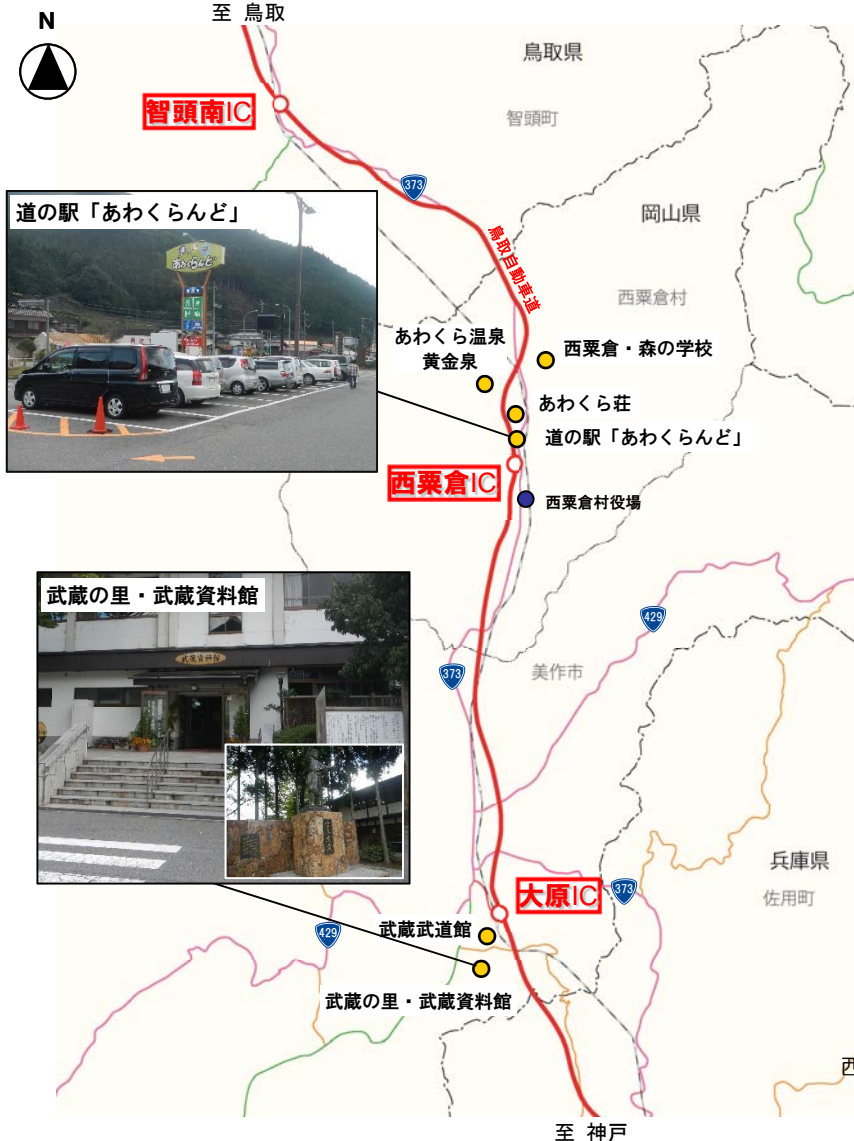 至 鳥取
N
鳥取県
智頭南IC
智頭町
373
道の駅「あわくらんど」
岡山県
鳥取自動車道
あわくらんど
西粟倉村
あわくら温泉
黄金泉
西粟倉・森の学校
あわくら荘
道の駅「あわくらんど」
西粟倉IC
西粟倉村役場
武蔵の里・武蔵資料館
429
武蔵資料館
373
美作市
兵庫県
大原IC
373
佐用町
429
武蔵武道館
武蔵の里・武蔵資料館
西
至 神戸